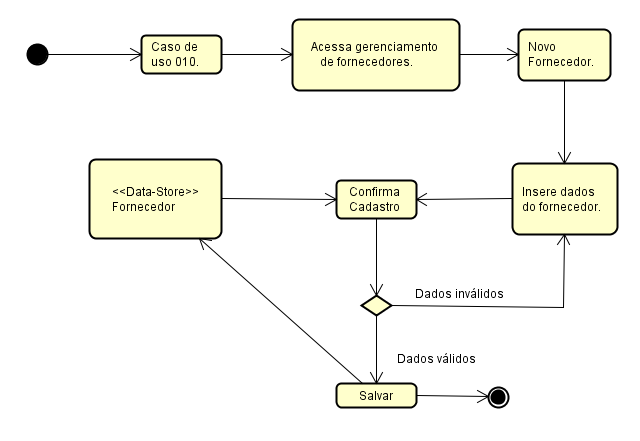 Caso de
uso 010.
Acessa gerenciamento
de fornecedores.
Novo
Fornecedor.
<<Data-Store>>
Fornecedor
Confirma
Cadastro
Insere dados
do fornecedor.
Dados inválidos
Dados válidos
Salvar